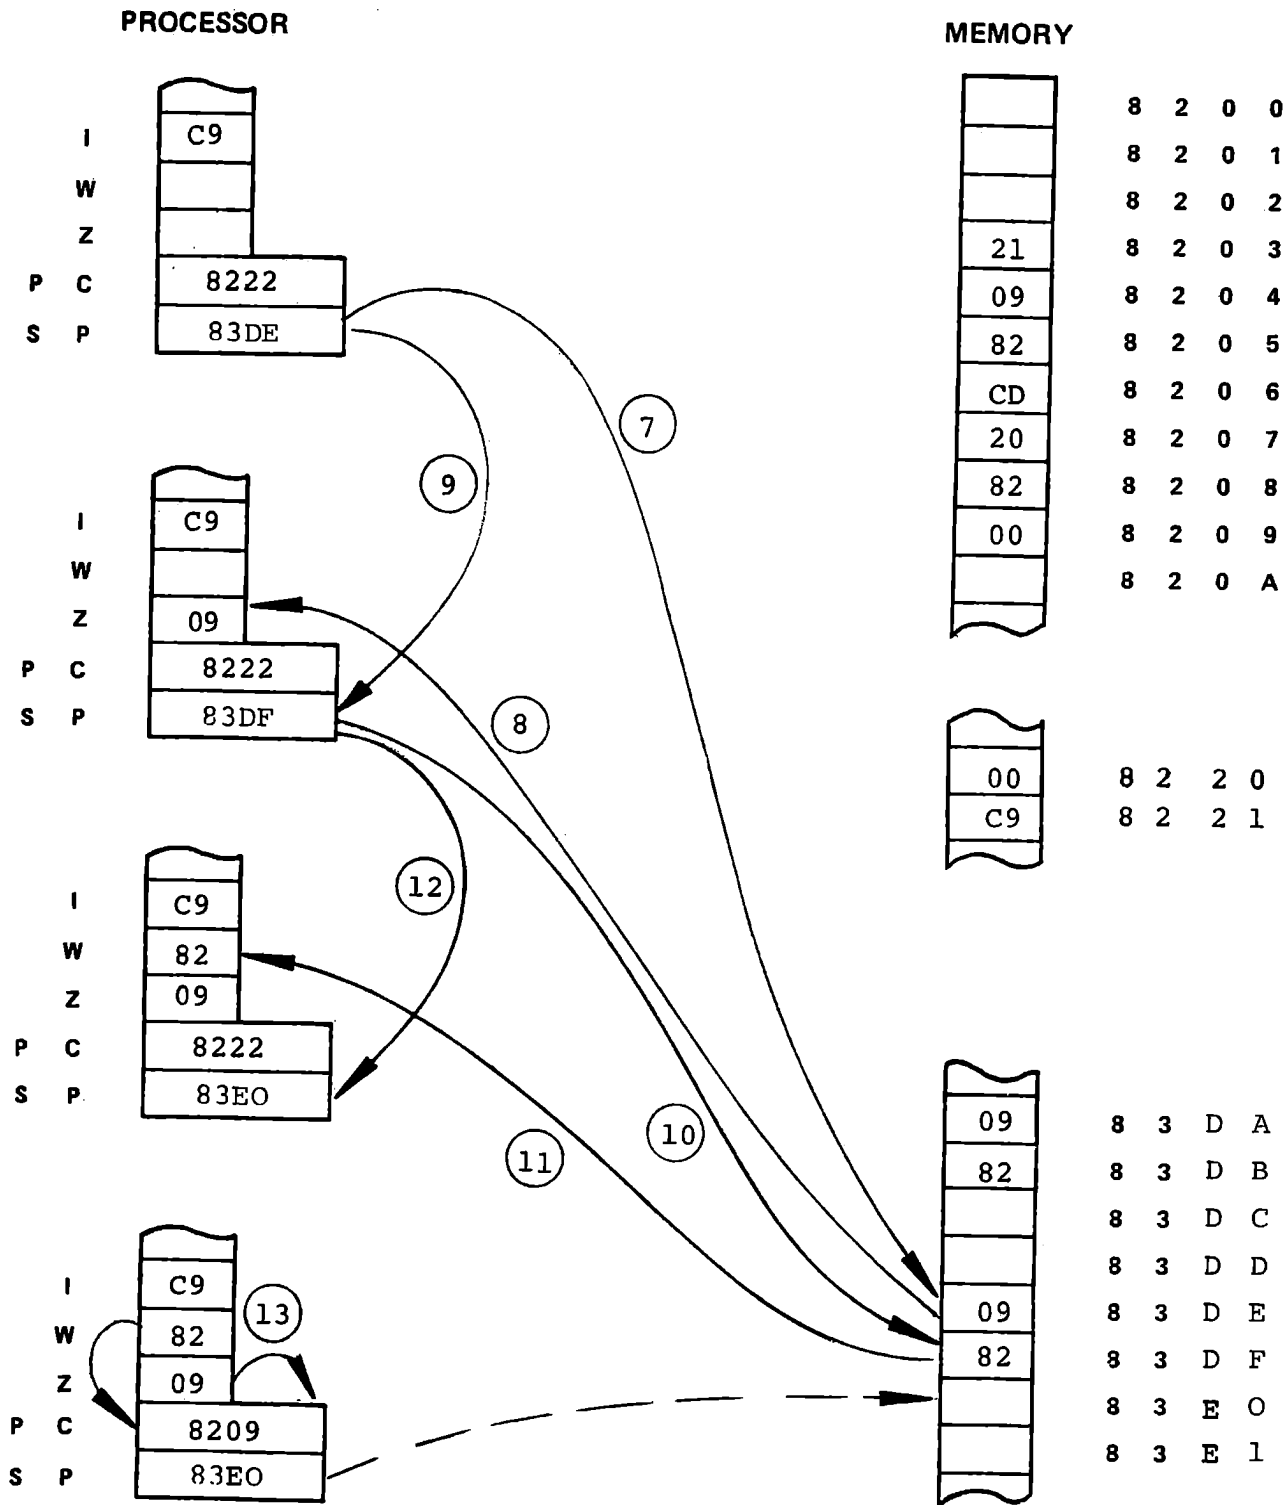 PROCESSOR
I C9
W
Z
P C 8222
S P 83DE
9
7
I C9
W
Z 09
P C 8222
S P 83DF
8
12
I C9
W 82
Z 09
P C 8222
S P 83EO
11
10
I C9
W 82
Z 09
13
P C 8209
S P 83EO
MEMORY
8 2 0 0
8 2 0 1
8 2 0 2
21 8 2 0 3
09 8 2 0 4
82 8 2 0 5
CD 8 2 0 6
20 8 2 0 7
82 8 2 0 8
00 8 2 0 9
8 2 0 A
00 8 2 2 0
C9 8 2 2 1
09 8 3 D A
82 8 3 D B
8 3 D C
8 3 D D
09 8 3 D E
82 8 3 D F
8 3 E O
8 3 E 1